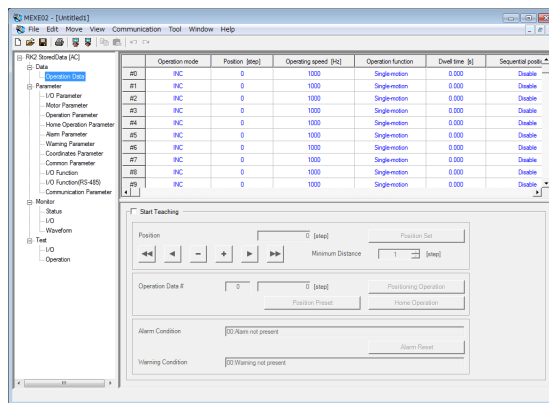 MEXE02 - [Untitled1]
File Edit Move View Communication Tool Window Help
RK2 StoredData [AC]
Data
Operation Data
Parameter
I/O Parameter
Motor Parameter
Operation Parameter
Home Operation Parameter
Alarm Parameter
Warning Parameter
Coordinates Parameter
Common Parameter
I/O Function
I/O Function(RS-485)
Communication Parameter
Monitor
Status
I/O
Waveform
Test
I/O
Operation
Operation mode Position [step] Operating speed [Hz] Operation function Dwell time [s] Sequential positi
#0 INC 0 1000 Single-motion 0.000 Disable
#1 INC 0 1000 Single-motion 0.000 Disable
#2 INC 0 1000 Single-motion 0.000 Disable
#3 INC 0 1000 Single-motion 0.000 Disable
#4 INC 0 1000 Single-motion 0.000 Disable
#5 INC 0 1000 Single-motion 0.000 Disable
#6 INC 0 1000 Single-motion 0.000 Disable
#7 INC 0 1000 Single-motion 0.000 Disable
#8 INC 0 1000 Single-motion 0.000 Disable
#9 INC 0 1000 Single-motion 0.000 Disable
Start Teaching
Position 0 [step] Position Set
Minimum Distance 1 [step]
Operation Data # 0 0 [step] Positioning Operation
Position Preset Home Operation
Alarm Condition 00:Alarm not present
Alarm Reset
Warning Condition 00:Warning not present